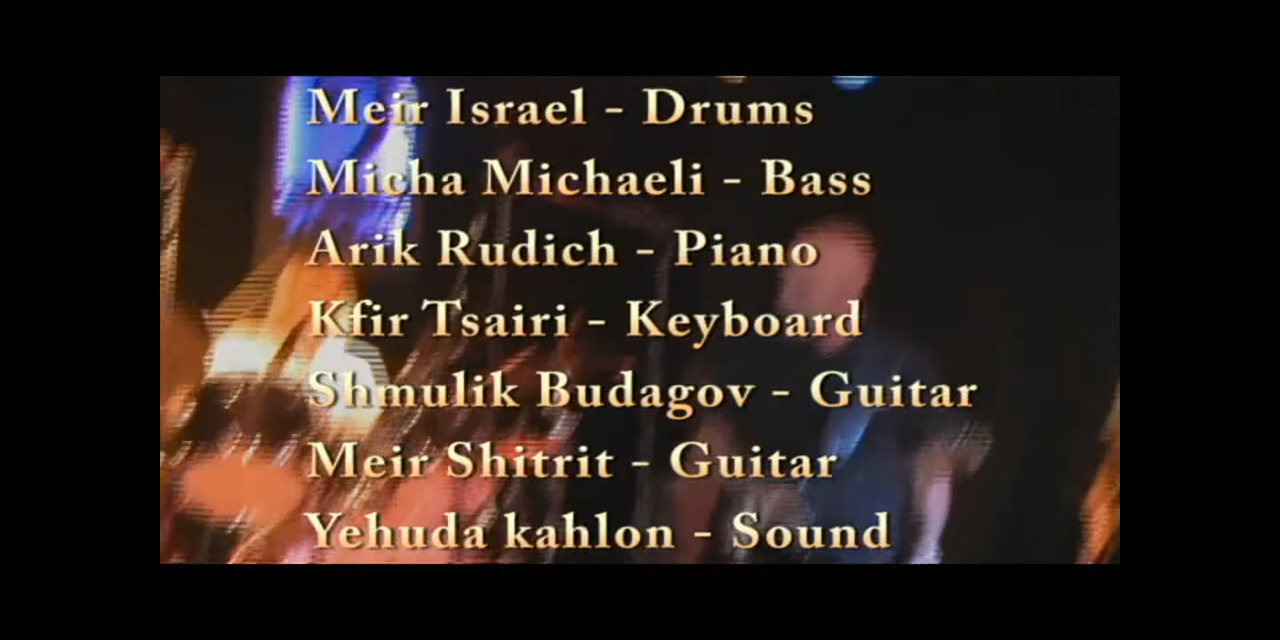 Meir Israel - Drums
Micha Michaeli - Bass
Arik Rudich - Piano
Kfir Tsairi - Keyboard
Shmulik Budagov - Guitar
Meir Shitrit - Guitar
Yehuda kahlon - Sound